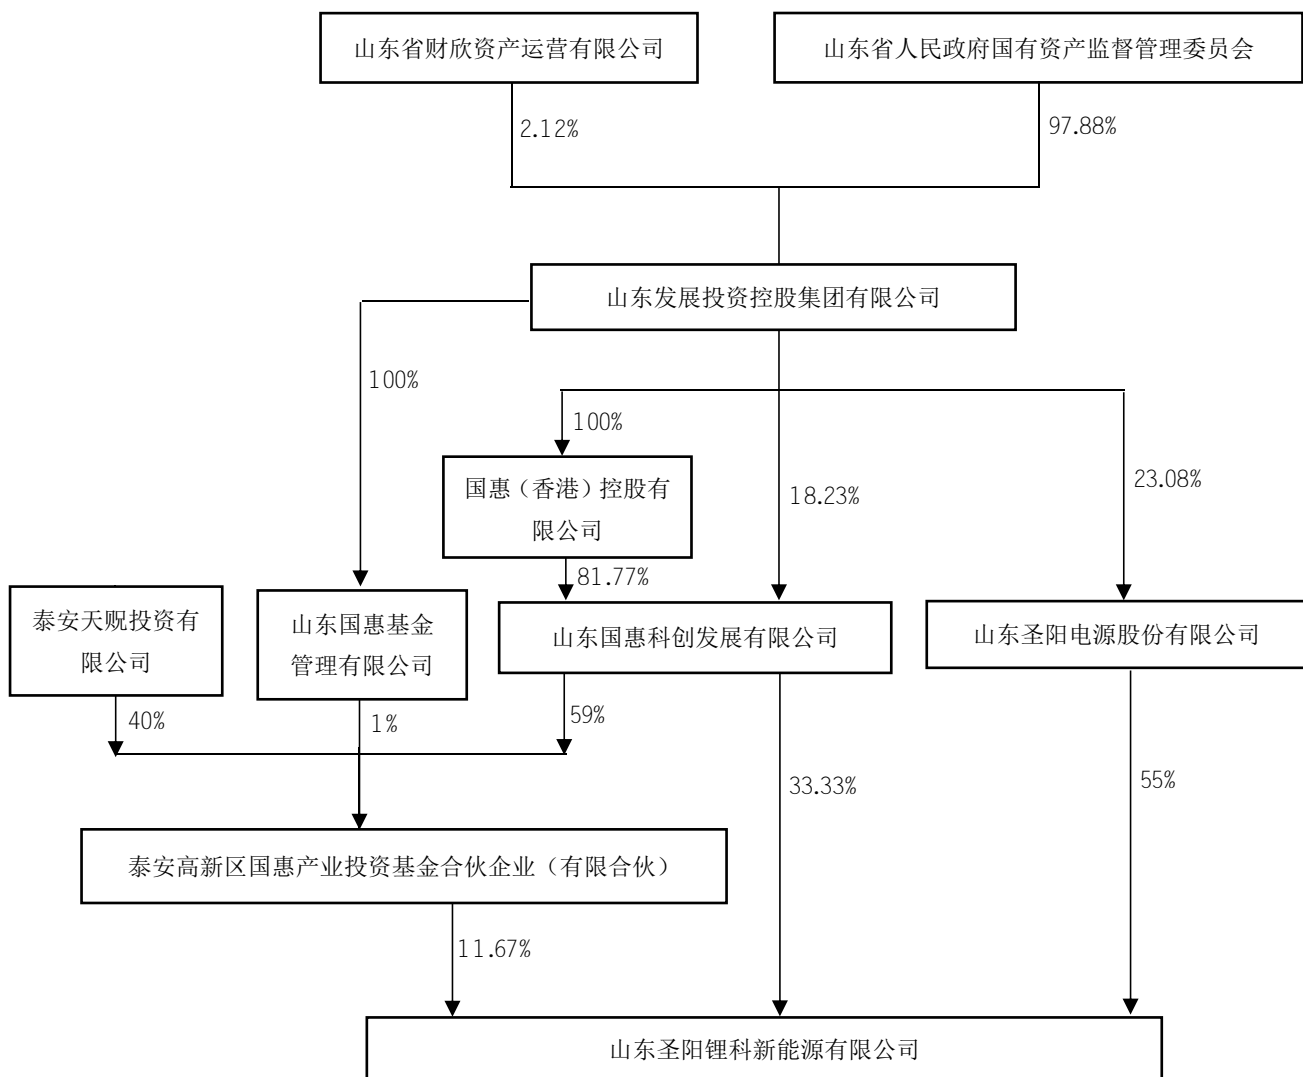 山东省财欣资产运营有限公司
山东省人民政府国有资产监督管理委员会
2.12%
97.88%
山东发展投资控股集团有限公司
100%
100%
国惠（香港）控股有
限公司
18.23%
23.08%
81.77%
泰安天贶投资有
限公司
山东国惠基金
管理有限公司
山东国惠科创发展有限公司
山东圣阳电源股份有限公司
40%
1%
59%
33.33%
55%
泰安高新区国惠产业投资基金合伙企业（有限合伙）
11.67%
山东圣阳锂科新能源有限公司